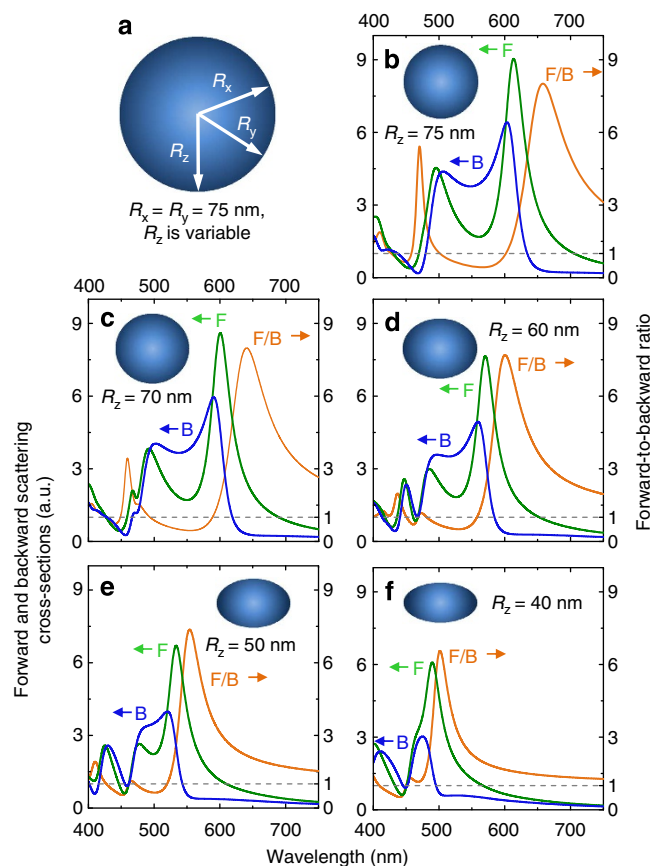 a
Rx
Ry
Rz
Rx = Ry = 75 nm,
Rz is variable
400 500 600 700
b
F
F/B
Rz = 75 nm
B
9
6
3
0
9
6
3
1
0
400 500 600 700
c
F
F/B
Rz = 70 nm
B
9
6
3
1
0
9
6
3
1
0
d
Rz = 60 nm
F/B
F
B
9
6
3
1
0
9
6
3
1
0
e
Rz = 50 nm
F
F/B
B
9
6
3
1
0
9
6
3
1
0
400 500 600 700
f
Rz = 40 nm
F/B
F
B
9
6
3
1
0
9
6
3
1
0
400 500 600 700
Forward and backward scattering
cross-sections (a.u.)
Forward-to-backward ratio
Wavelength (nm)